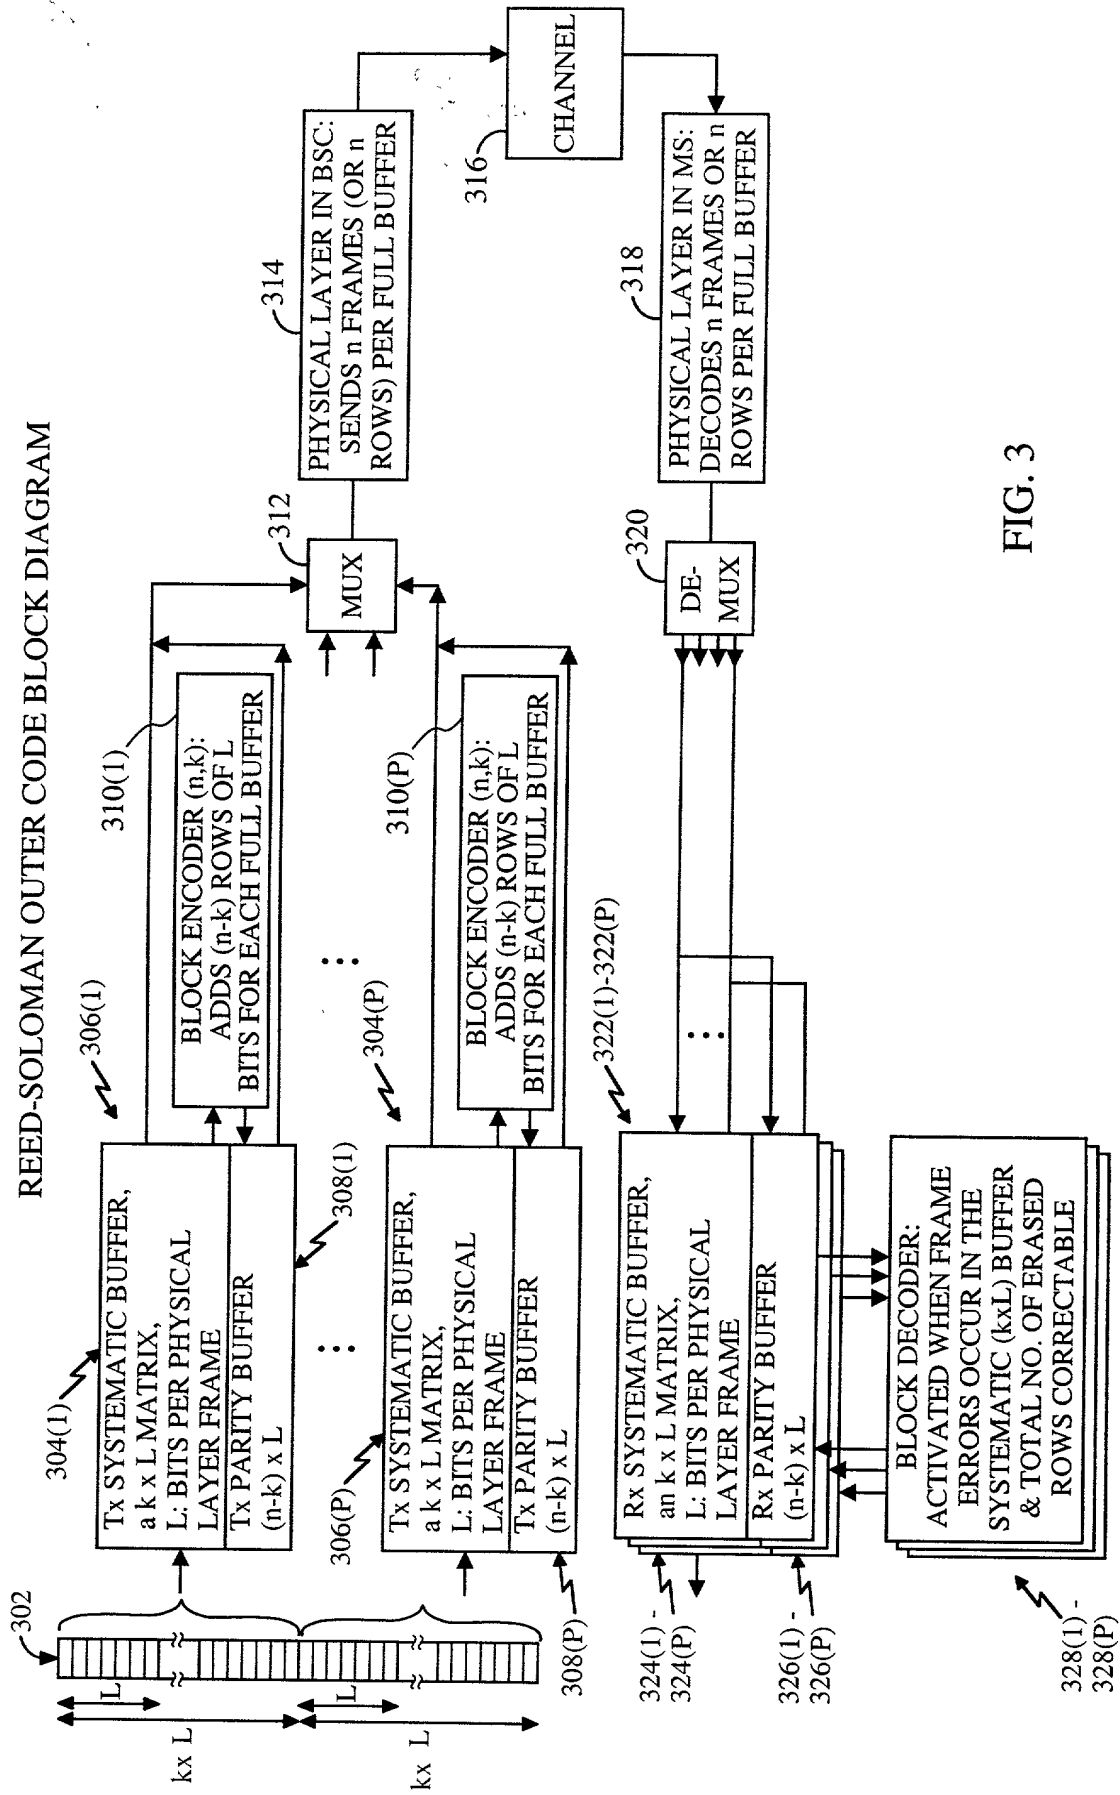 REED-SOLOMAN OUTER CODE BLOCK DIAGRAM
302
L
kx L
L
kx L
304(1)
306(1)
Tx SYSTEMATIC BUFFER,
a k x L MATRIX,
L: BITS PER PHYSICAL
LAYER FRAME
Tx PARITY BUFFER
(n-k) x L
308(1)
310(1)
BLOCK ENCODER (n,k):
ADDS (n-k) ROWS OF L
BITS FOR EACH FULL BUFFER
306(P)
304(P)
Tx SYSTEMATIC BUFFER,
a k x L MATRIX,
L: BITS PER PHYSICAL
LAYER FRAME
Tx PARITY BUFFER
(n-k) x L
308(P)
310(P)
BLOCK ENCODER (n,k):
ADDS (n-k) ROWS OF L
BITS FOR EACH FULL BUFFER
312
MUX
314
PHYSICAL LAYER IN BSC:
SENDS n FRAMES (OR n
ROWS) PER FULL BUFFER
316
CHANNEL
318
PHYSICAL LAYER IN MS:
DECODES n FRAMES OR n
ROWS PER FULL BUFFER
320
DE-
MUX
322(1)-322(P)
Rx SYSTEMATIC BUFFER,
an k x L MATRIX,
L: BITS PER PHYSICAL
LAYER FRAME
Rx PARITY BUFFER
(n-k) x L
324(1) -
324(P)
326(1) -
326(P)
BLOCK DECODER:
ACTIVATED WHEN FRAME
ERRORS OCCUR IN THE
SYSTEMATIC (kxL) BUFFER
& TOTAL NO. OF ERASED
ROWS CORRECTABLE
328(1) -
328(P)
FIG. 3